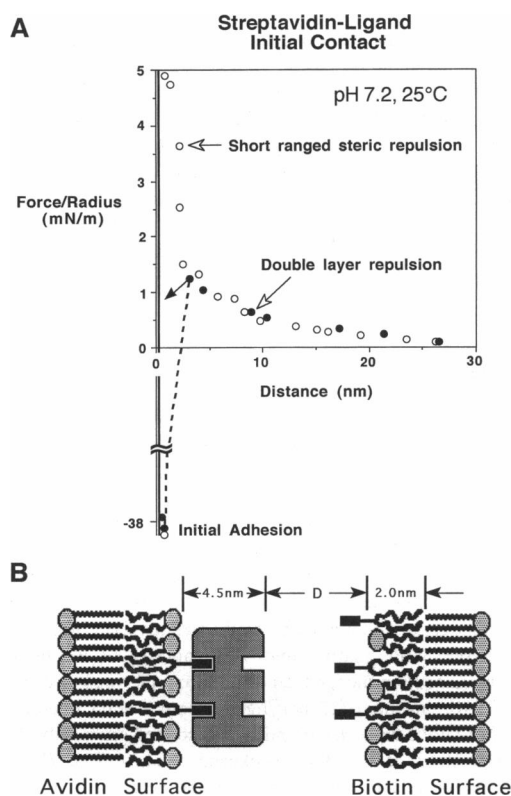 A
Streptavidin-Ligand
Initial Contact
5
pH 7.2, 25°C
4
Short ranged steric repulsion
3
Force/Radius
(mN/m)
2
Double layer repulsion
1
0
0
10
20
30
Distance (nm)
-38
Initial Adhesion
B
4.5nm
D
2.0nm
Avidin Surface
Biotin Surface